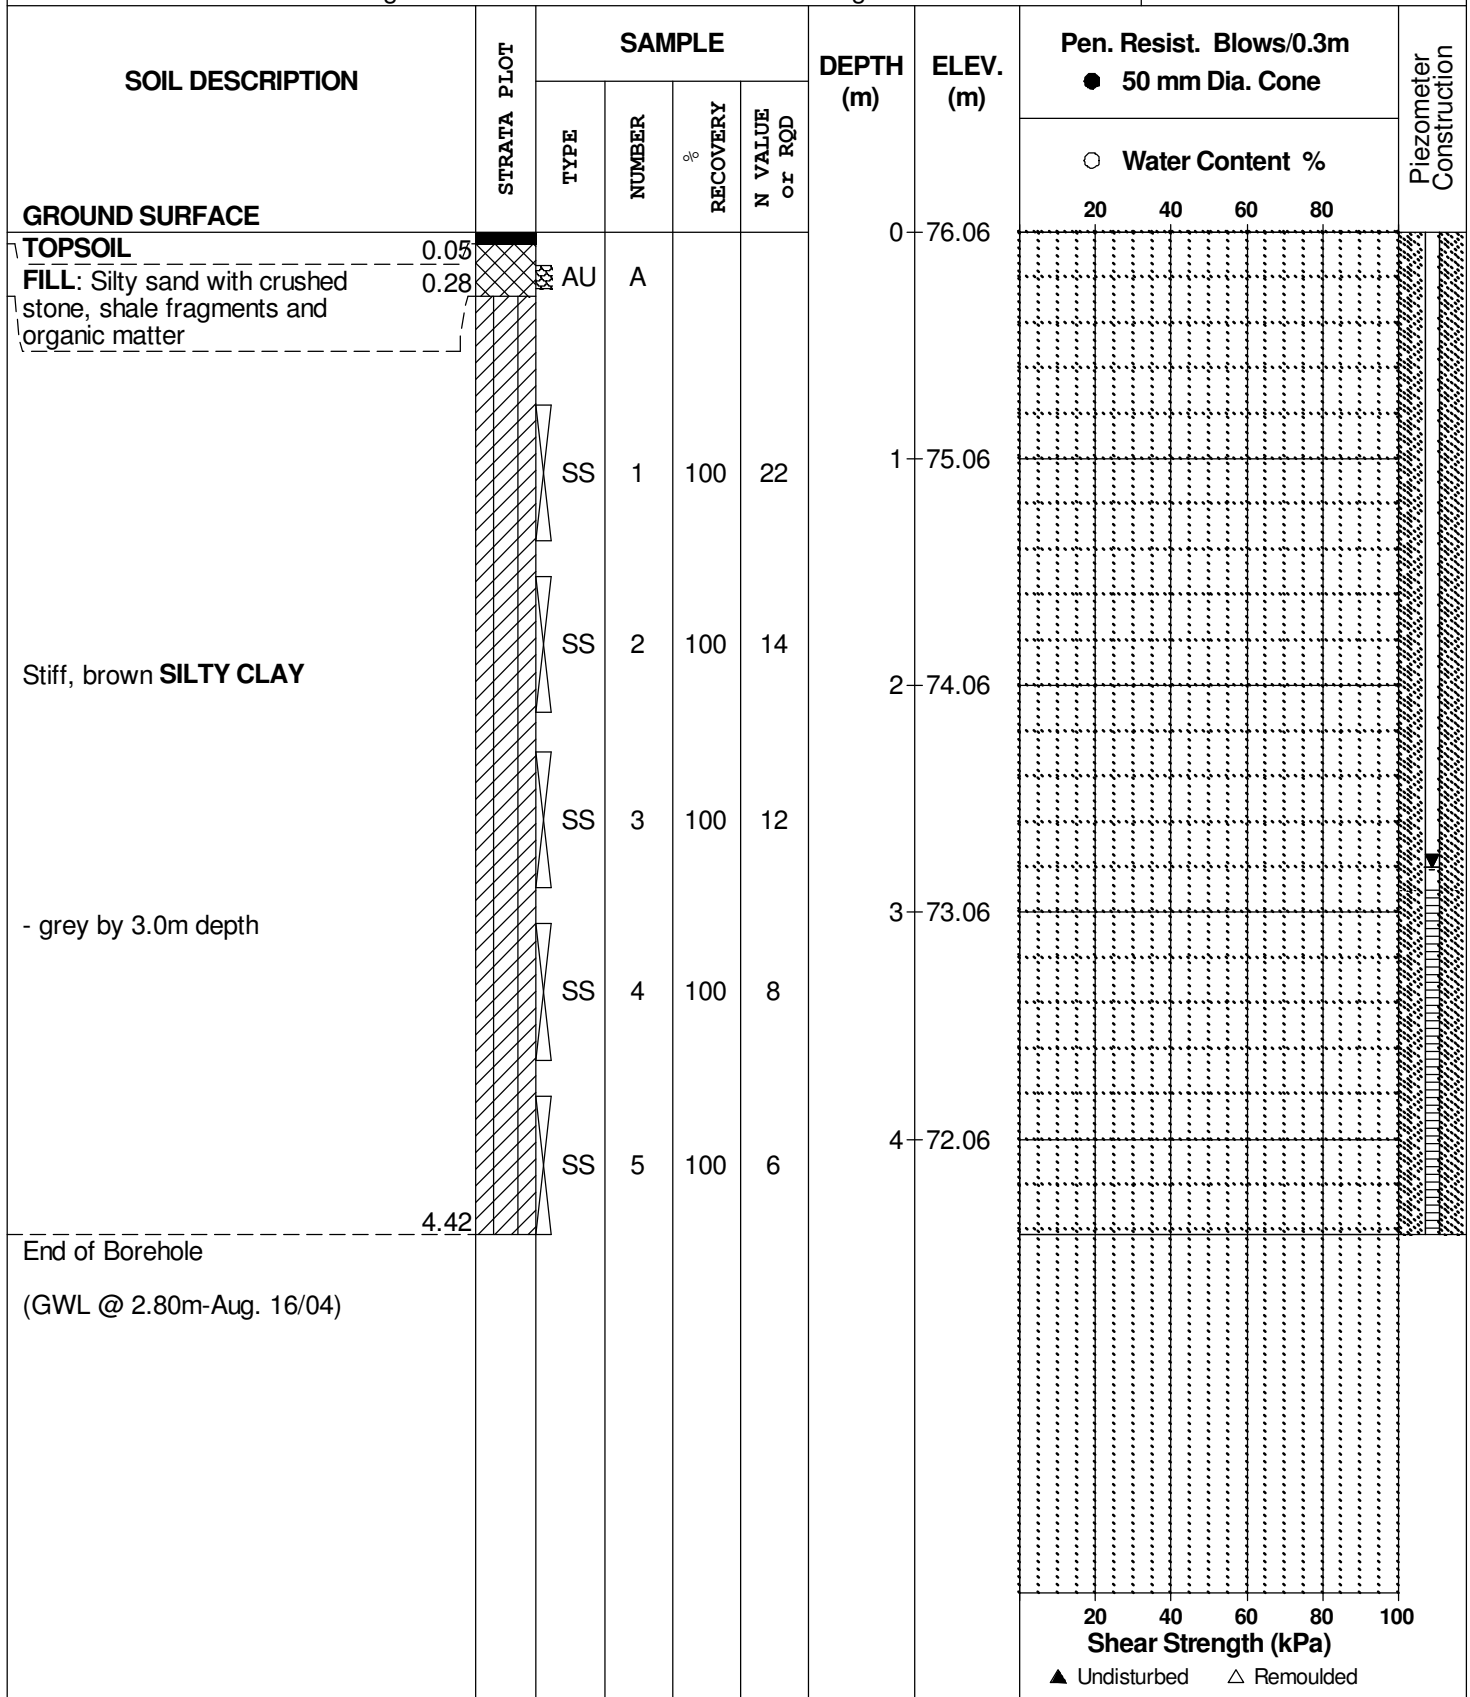 SOIL DESCRIPTION
STRATA PLOT
SAMPLE
TYPE
NUMBER
% RECOVERY
N VALUE or RQD
DEPTH (m)
ELEV. (m)
Pen. Resist. Blows/0.3m
● 50 mm Dia. Cone
○ Water Content %
Piezometer Construction
20 40 60 80
GROUND SURFACE
0 76.06
TOPSOIL 0.05
FILL: Silty sand with crushed 0.28
stone, shale fragments and
organic matter
AU A
SS 1 100 22
1 75.06
SS 2 100 14
Stiff, brown SILTY CLAY
2 74.06
SS 3 100 12
3 73.06
- grey by 3.0m depth
SS 4 100 8
4 72.06
SS 5 100 6
4.42
End of Borehole
(GWL @ 2.80m-Aug. 16/04)
20 40 60 80 100
Shear Strength (kPa)
▲ Undisturbed △ Remoulded